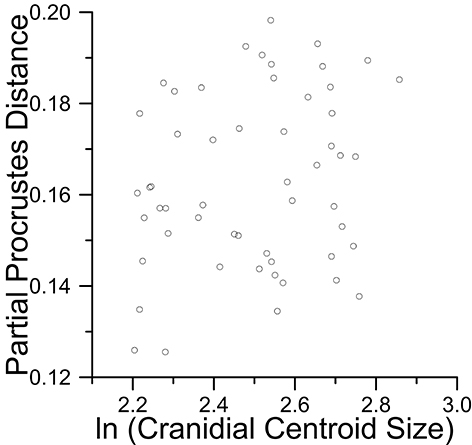 Partial Procrustes Distance
0.20
0.18
0.16
0.14
0.12
2.2 2.4 2.6 2.8 3.0
ln (Cranidial Centroid Size)